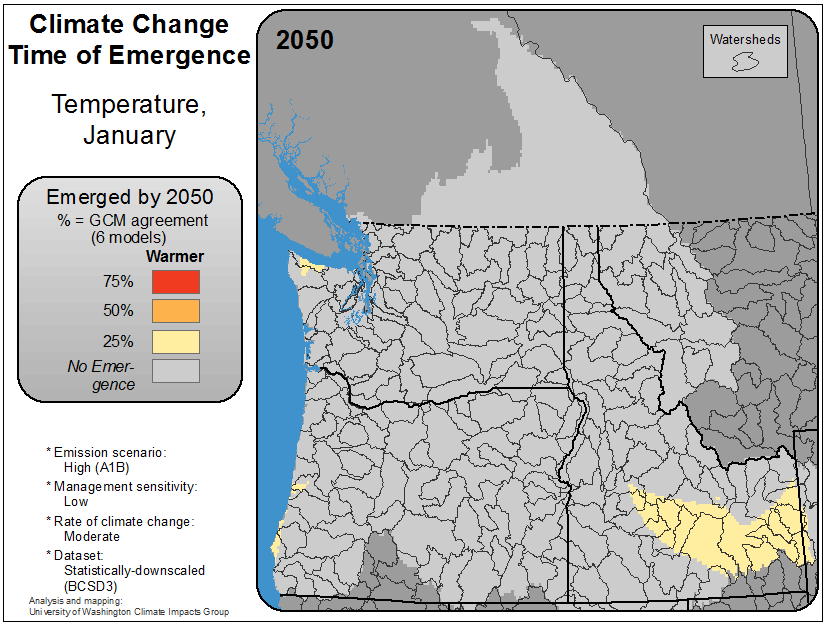 Climate Change
Time of Emergence
Temperature,
January
Emerged by 2050
% = GCM agreement
(6 models)
Warmer
75%
50%
25%
No Emer-
gence
* Emission scenario:
High (A1B)
* Management sensitivity:
Low
* Rate of climate change:
Moderate
* Dataset:
Statistically-downscaled
(BCSD3)
Analysis and mapping:
University of Washington Climate Impacts Group
2050
Watersheds